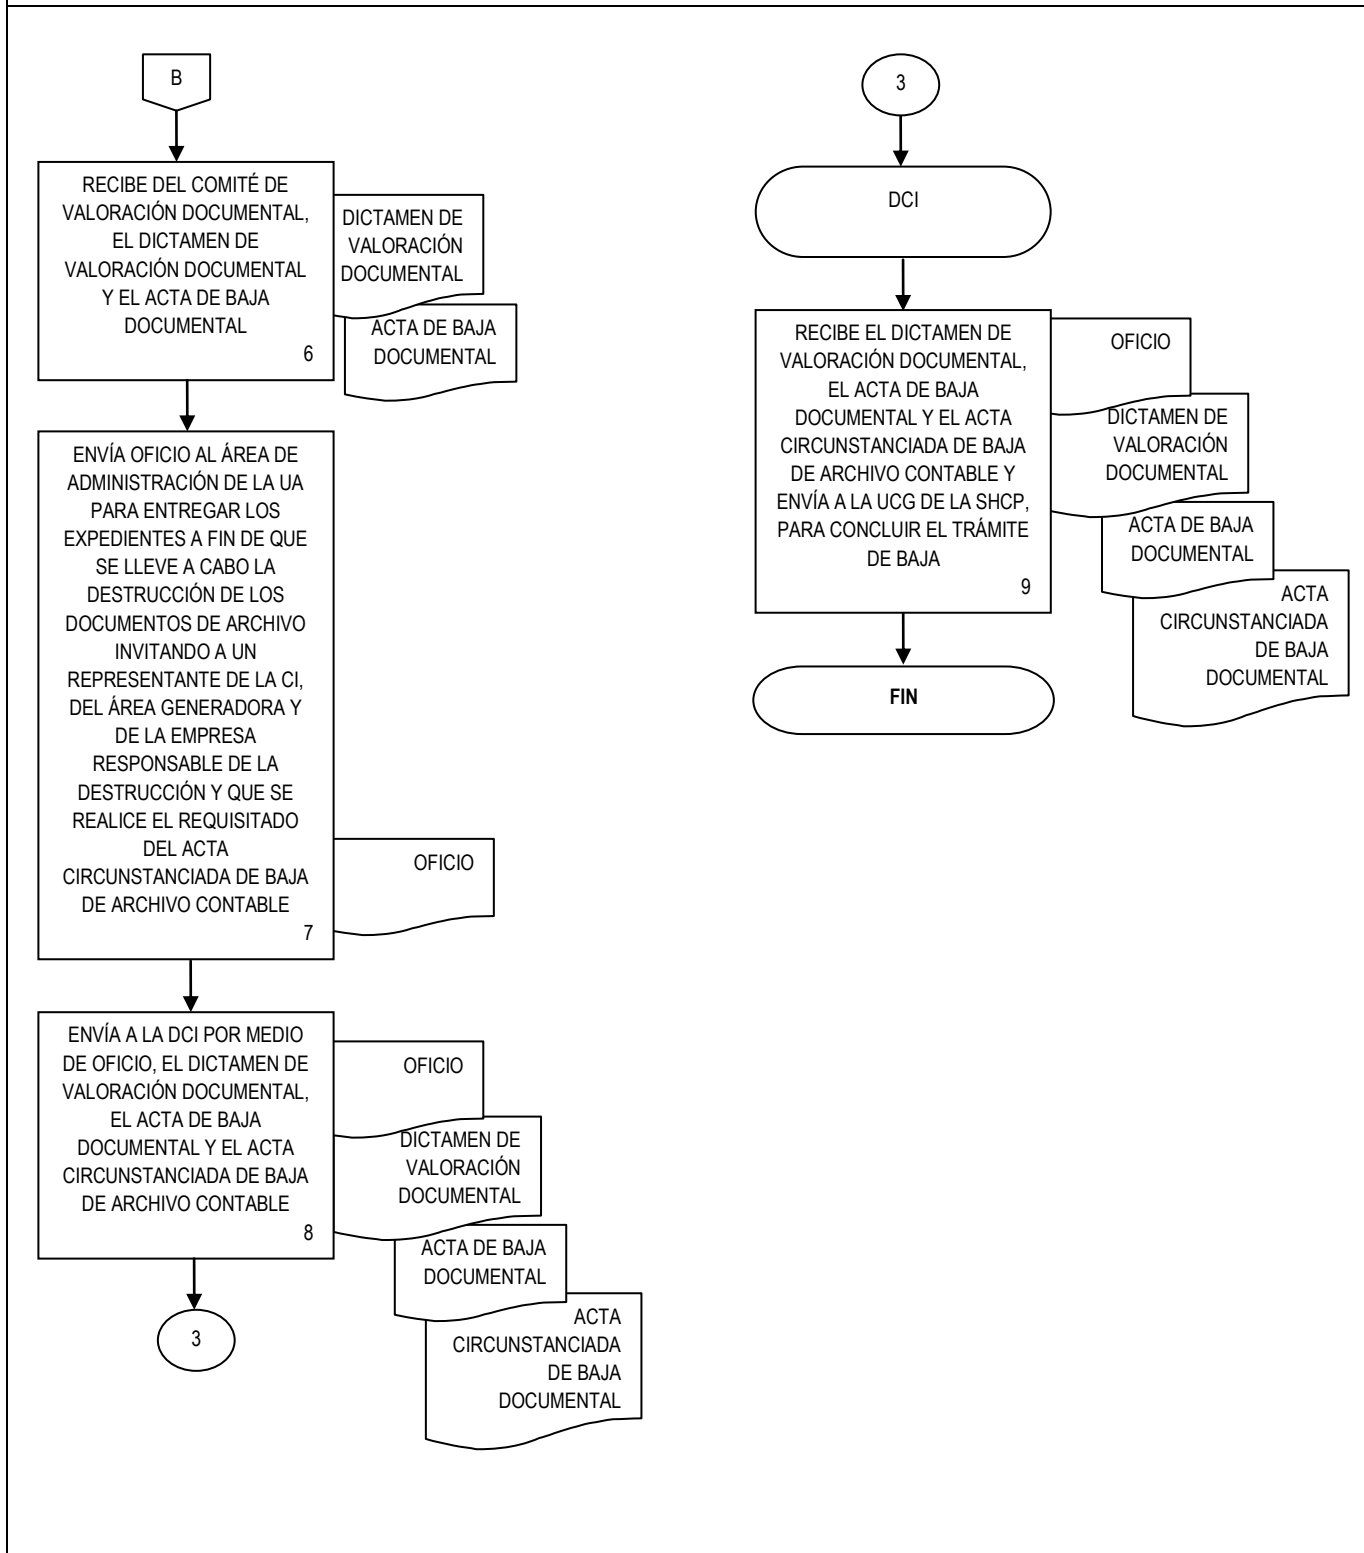 B
RECIBE DEL COMITÉ DE
VALORACIÓN DOCUMENTAL,
EL DICTAMEN DE
VALORACIÓN DOCUMENTAL
Y EL ACTA DE BAJA
DOCUMENTAL
6
DICTAMEN DE
VALORACIÓN
DOCUMENTAL
ACTA DE BAJA
DOCUMENTAL
ENVÍA OFICIO AL ÁREA DE
ADMINISTRACIÓN DE LA UA
PARA ENTREGAR LOS
EXPEDIENTES A FIN DE QUE
SE LLEVE A CABO LA
DESTRUCCIÓN DE LOS
DOCUMENTOS DE ARCHIVO
INVITANDO A UN
REPRESENTANTE DE LA CI,
DEL ÁREA GENERADORA Y
DE LA EMPRESA
RESPONSABLE DE LA
DESTRUCCIÓN Y QUE SE
REALICE EL REQUISITADO
DEL ACTA
CIRCUNSTANCIADA DE BAJA
DE ARCHIVO CONTABLE
7
OFICIO
ENVÍA A LA DCI POR MEDIO
DE OFICIO, EL DICTAMEN DE
VALORACIÓN DOCUMENTAL,
EL ACTA DE BAJA
DOCUMENTAL Y EL ACTA
CIRCUNSTANCIADA DE BAJA
DE ARCHIVO CONTABLE
8
OFICIO
DICTAMEN DE
VALORACIÓN
DOCUMENTAL
ACTA DE BAJA
DOCUMENTAL
ACTA
CIRCUNSTANCIADA
DE BAJA
DOCUMENTAL
3
3
DCI
RECIBE EL DICTAMEN DE
VALORACIÓN DOCUMENTAL,
EL ACTA DE BAJA
DOCUMENTAL Y EL ACTA
CIRCUNSTANCIADA DE BAJA
DE ARCHIVO CONTABLE Y
ENVÍA A LA UCG DE LA SHCP,
PARA CONCLUIR EL TRÁMITE
DE BAJA
9
OFICIO
DICTAMEN DE
VALORACIÓN
DOCUMENTAL
ACTA DE BAJA
DOCUMENTAL
ACTA
CIRCUNSTANCIADA
DE BAJA
DOCUMENTAL
FIN